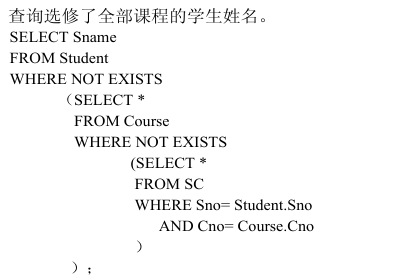 查询选修了全部课程的学生姓名。
SELECT Sname
FROM Student
WHERE NOT EXISTS
（SELECT *
FROM Course
WHERE NOT EXISTS
(SELECT *
FROM SC
WHERE Sno= Student.Sno
AND Cno= Course.Cno
)
）；